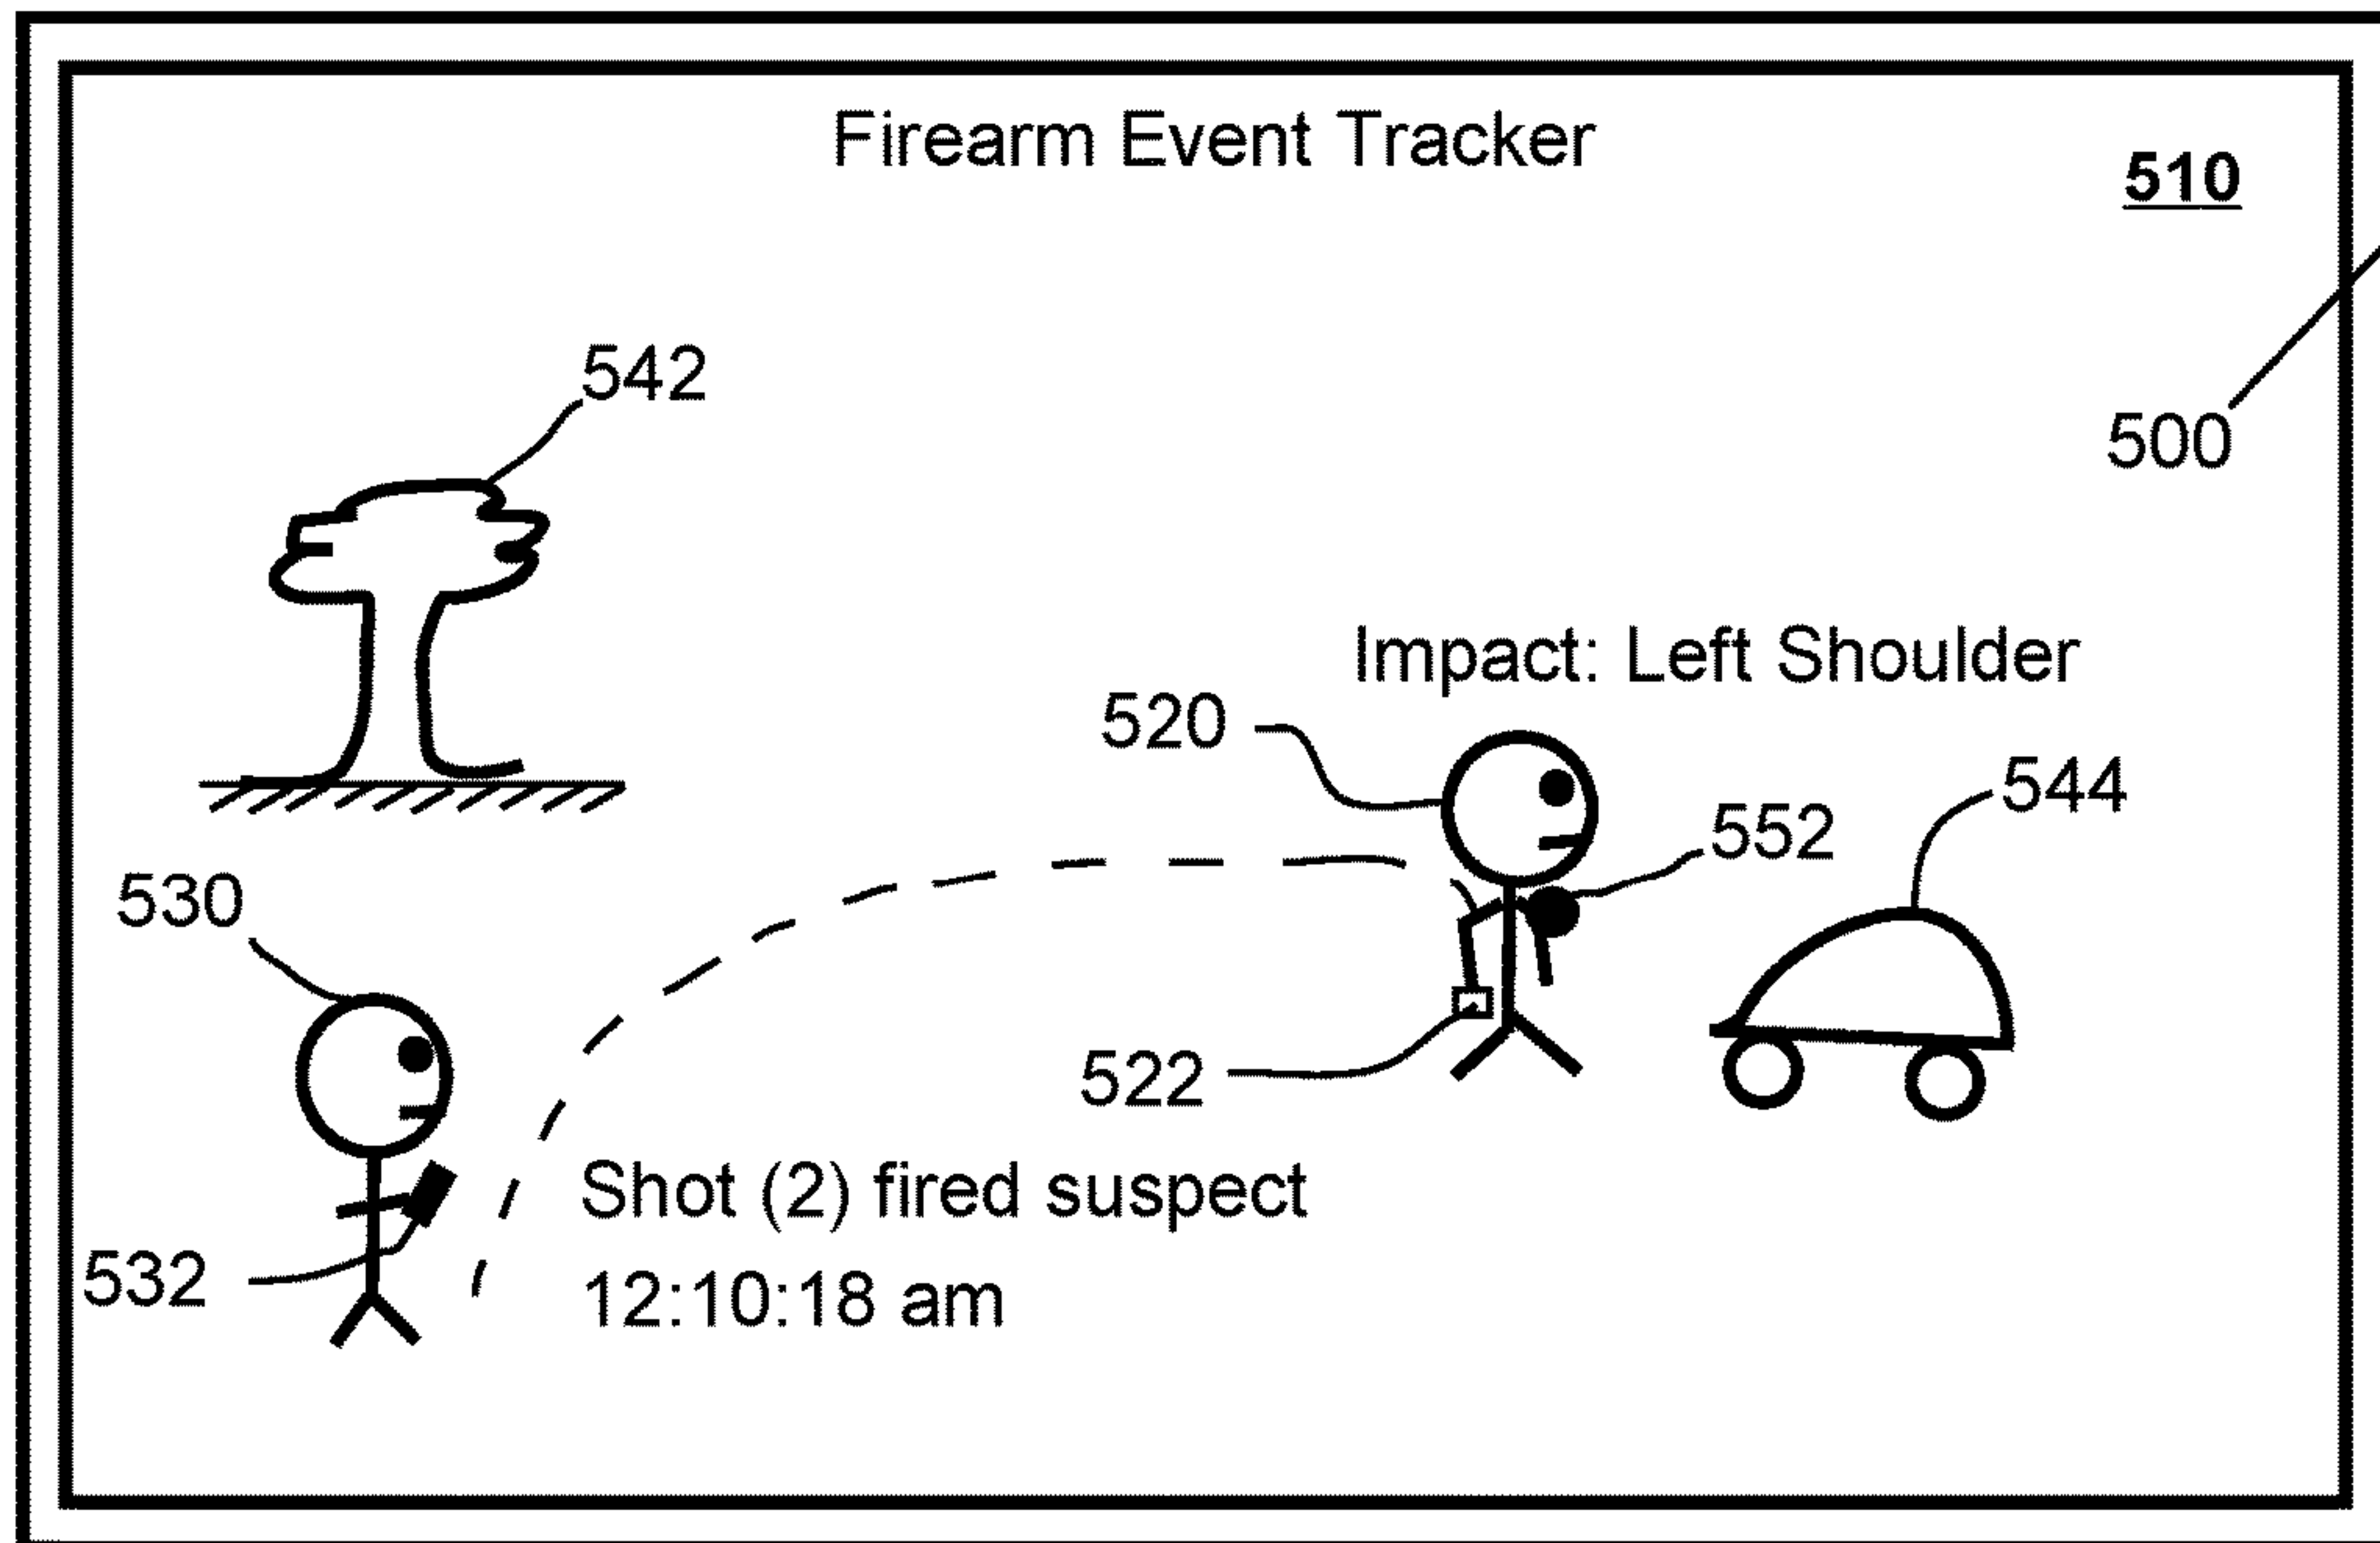 Firearm Event Tracker
510
542
500
Impact: Left Shoulder
520
544
552
530
522
Shot (2) fired suspect
532
12:10:18 am